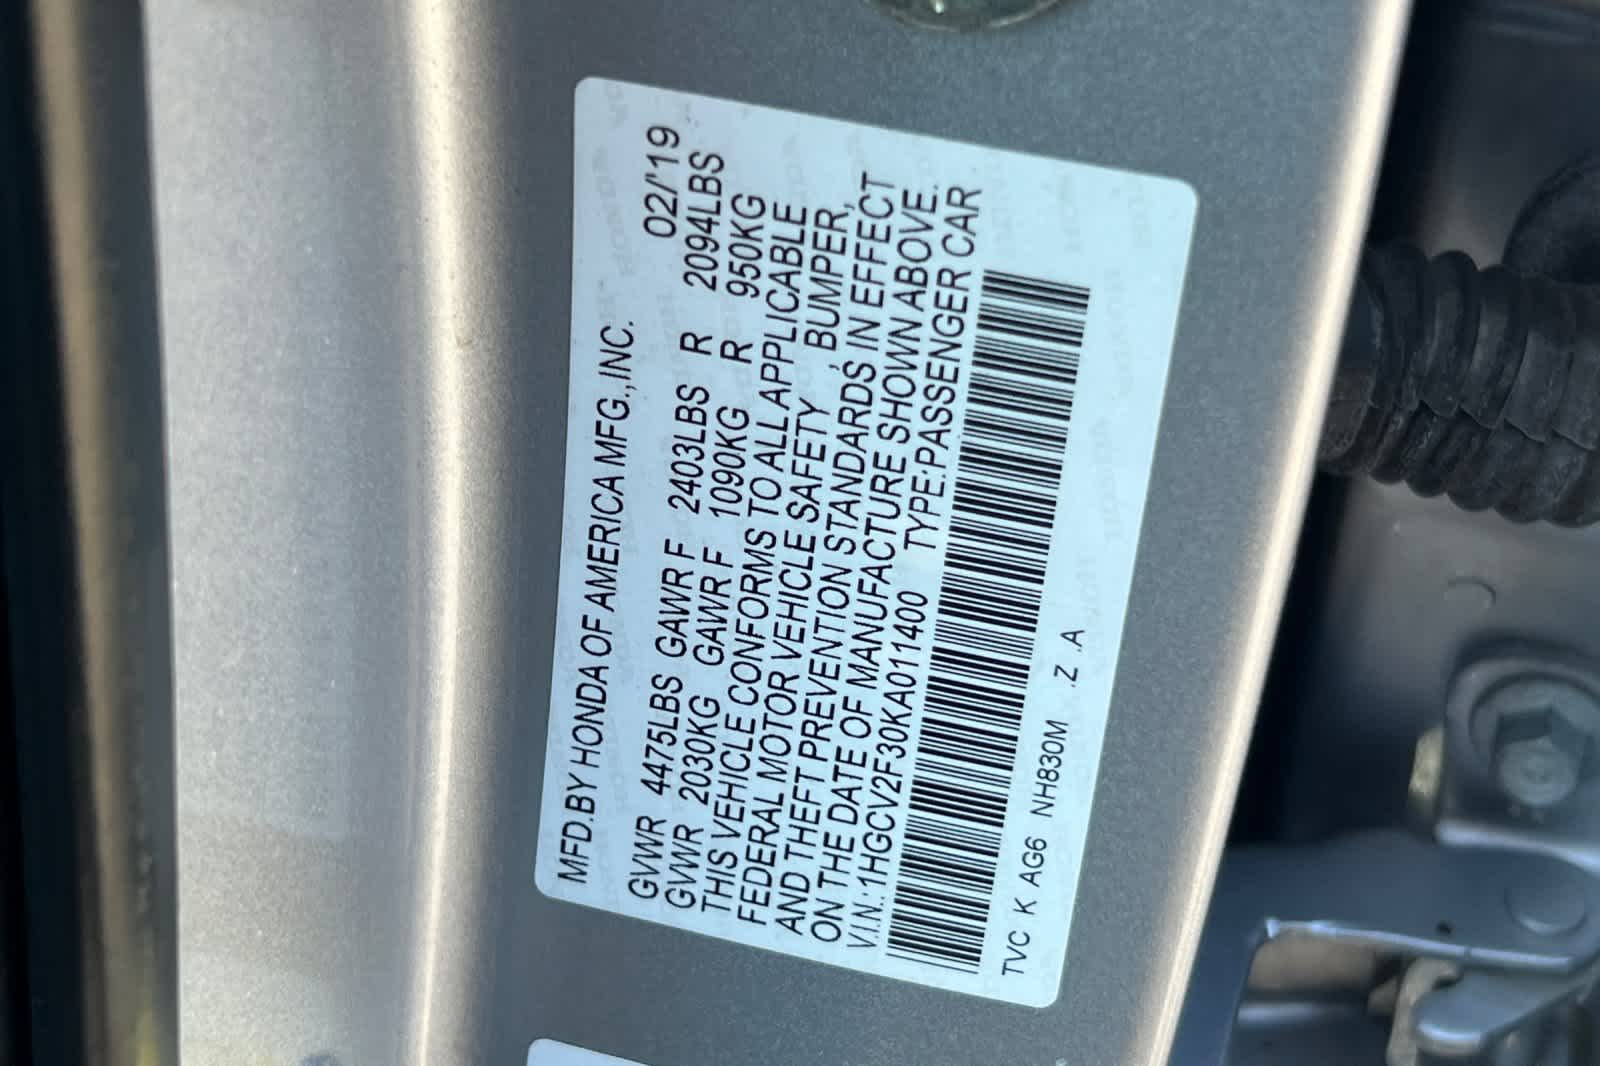 MFD.BY HONDA OF AMERICA MFG.,INC. 02/'19
GVWR 4475LBS GAWR F 2403LBS R 2094LBS
GVWR 2030KG GAWR F 1090KG R 950KG
THIS VEHICLE CONFORMS TO ALL APPLICABLE
FEDERAL MOTOR VEHICLE SAFETY, BUMPER,
AND THEFT PREVENTION STANDARDS, IN EFFECT
ON THE DATE OF MANUFACTURE SHOWN ABOVE.
V.I.N.:1HGCV2F30KA011400 TYPE:PASSENGER CAR
TVC K AG6 NH830M .Z .A